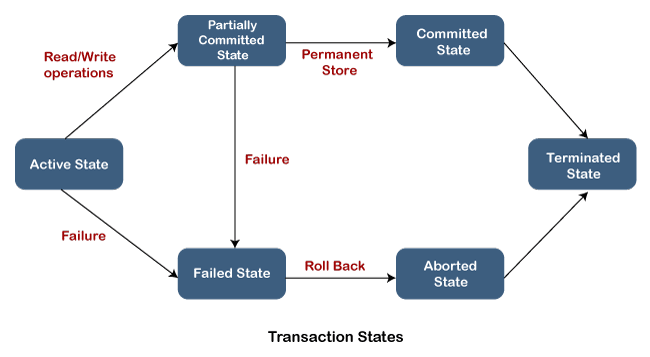 Partially
Committed
State
Committed
State
Read/Write
operations
Permanent
Store
Active State
Failure
Terminated
State
Failure
Failed State
Roll Back
Aborted
State
Transaction States